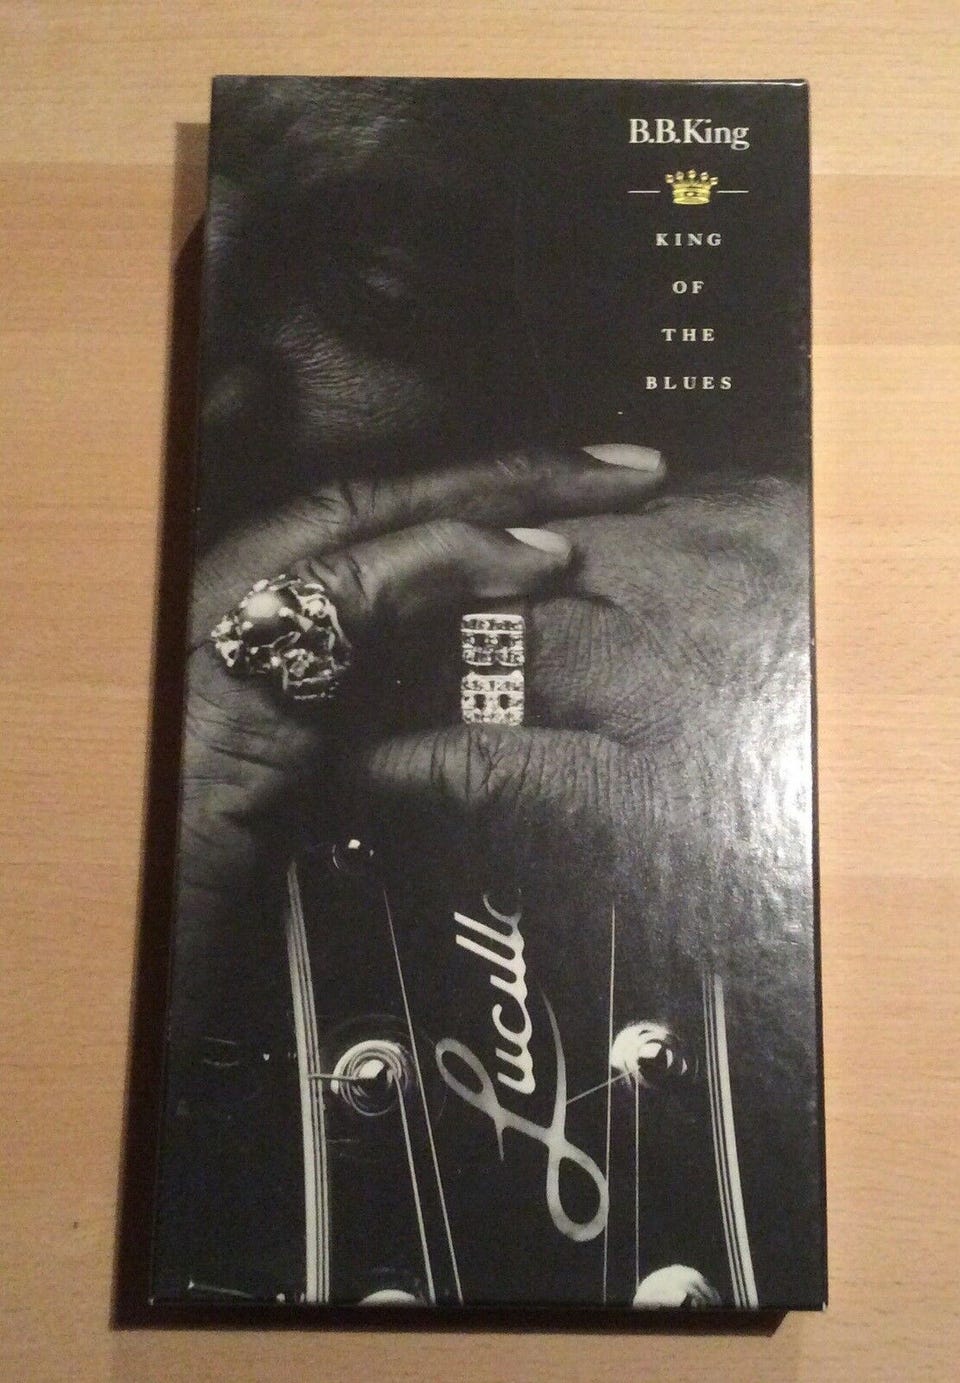 B.B.King
KING
OF
THE
BLUES
Lucille